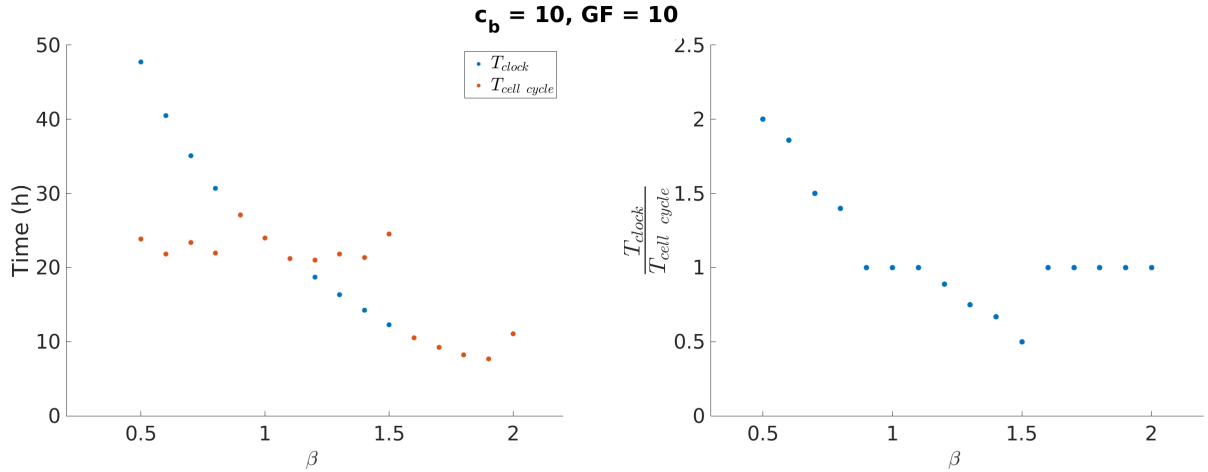 c_b = 10, GF = 10
50
40
30
20
10
0
Time (h)
0.5 1 1.5 2
β
T_clock
T_cell cycle
2.5
2
1.5
1
0.5
0
T_clock
T_cell cycle
0.5 1 1.5 2
β